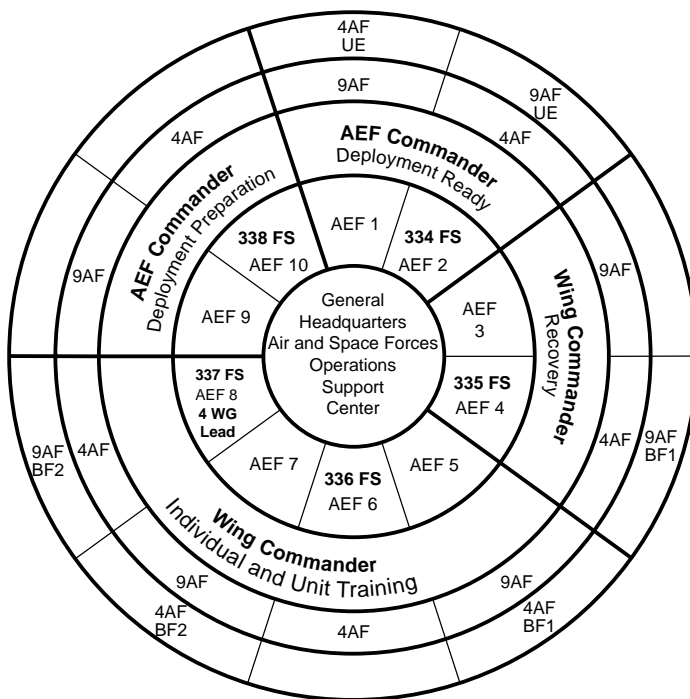 4AF
UE
9AF
UE
9AF
4AF
4AF
AEF Commander
Deployment Ready
AEF Commander
Deployment Preparation
9AF
9AF
338 FS
AEF 10
AEF 1
334 FS
AEF 2
AEF 9
AEF
3
General
Headquarters
Air and Space Forces
Operations
Support
Center
Wing Commander
Recovery
337 FS
AEF 8
4 WG
Lead
335 FS
AEF 4
9AF
BF2
4AF
4AF
9AF
BF1
AEF 7
336 FS
AEF 6
AEF 5
Wing Commander
Individual and Unit Training
9AF
9AF
4AF
BF2
4AF
4AF
BF1